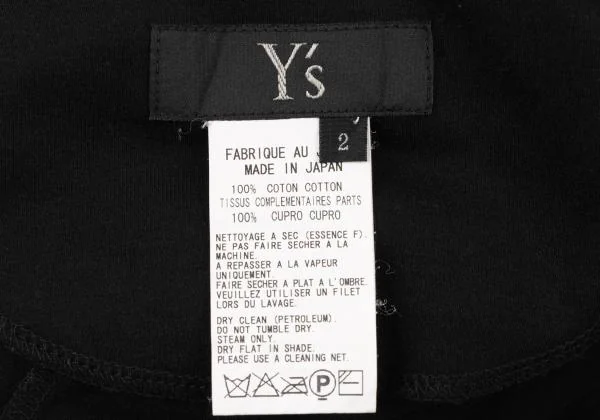 Y's
2
FABRIQUE AU
MADE IN JAPAN
100% COTON COTTON
TISSUS COMPLEMENTAIRES PARTS
100% CUPRO CUPRO
NETTOYAGE A SEC (ESSENCE F).
NE PAS FAIRE SECHER A LA
MACHINE.
A REPASSER A LA VAPEUR
UNIQUEMENT.
FAIRE SECHER A PLAT A L'OMBRE.
VEUILLEZ UTILISER UN FILET
LORS DU LAVAGE.
DRY CLEAN (PETROLEUM).
DO NOT TUMBLE DRY.
STEAM ONLY.
DRY FLAT IN SHADE.
PLEASE USE A CLEANING NET.
P